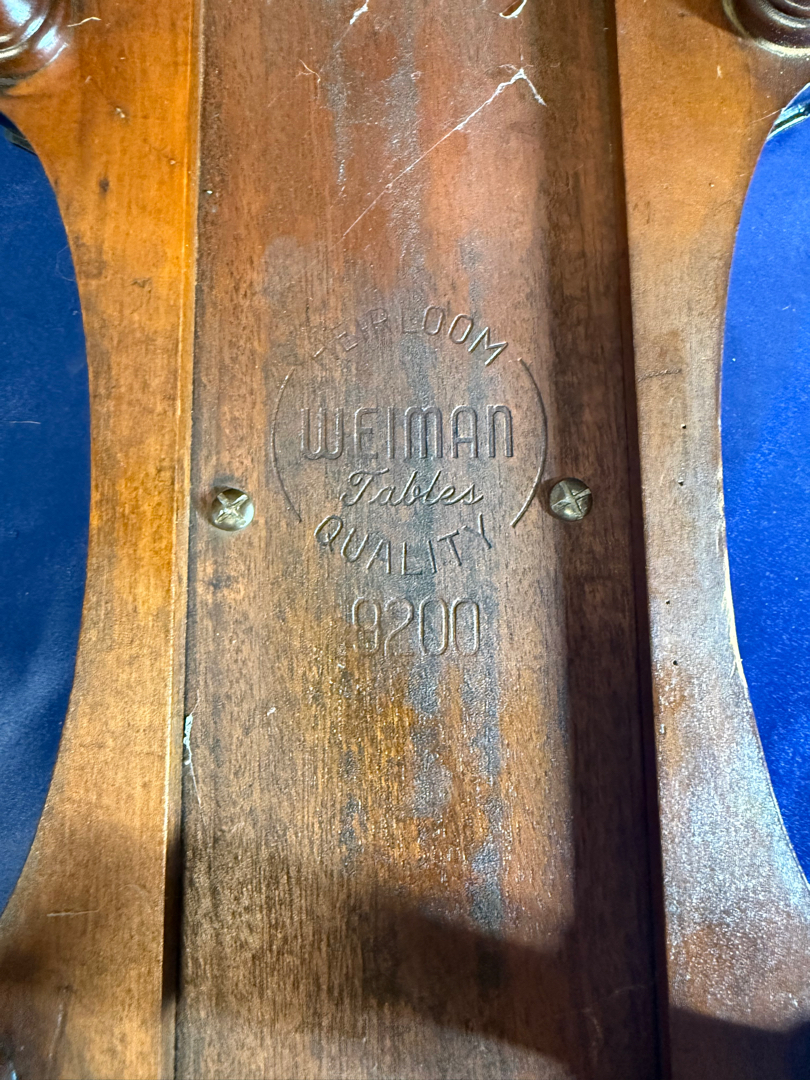 HEIRLOOM
WEIMAN
Tables
QUALITY
9200